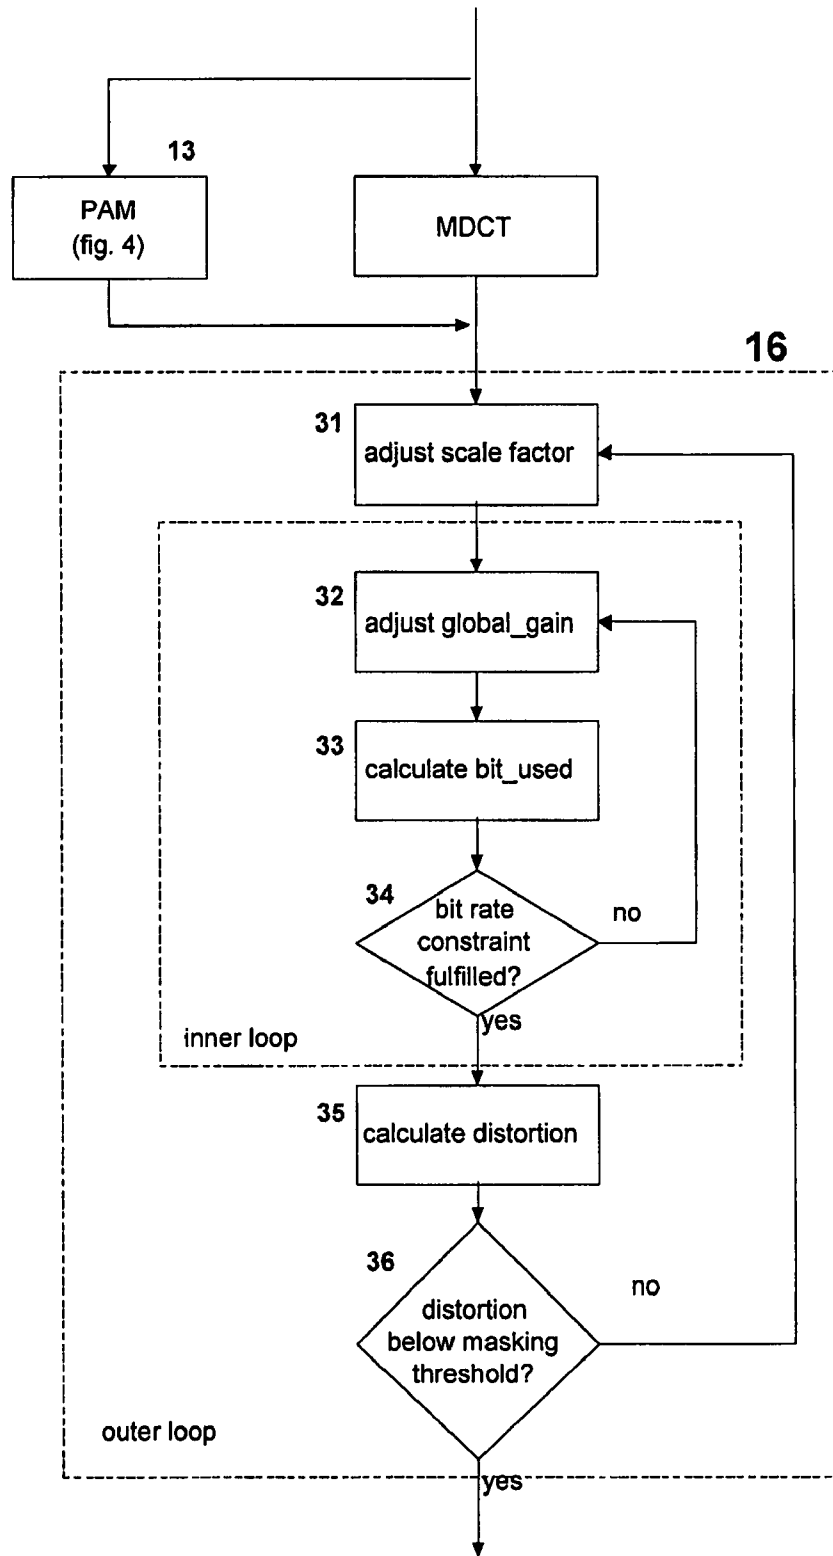 13
PAM
(fig. 4)
MDCT
16
31
adjust scale factor
32
adjust global_gain
33
calculate bit_used
34
bit rate
constraint
fulfilled?
no
yes
inner loop
35
calculate distortion
36
distortion
below masking
threshold?
no
outer loop
yes